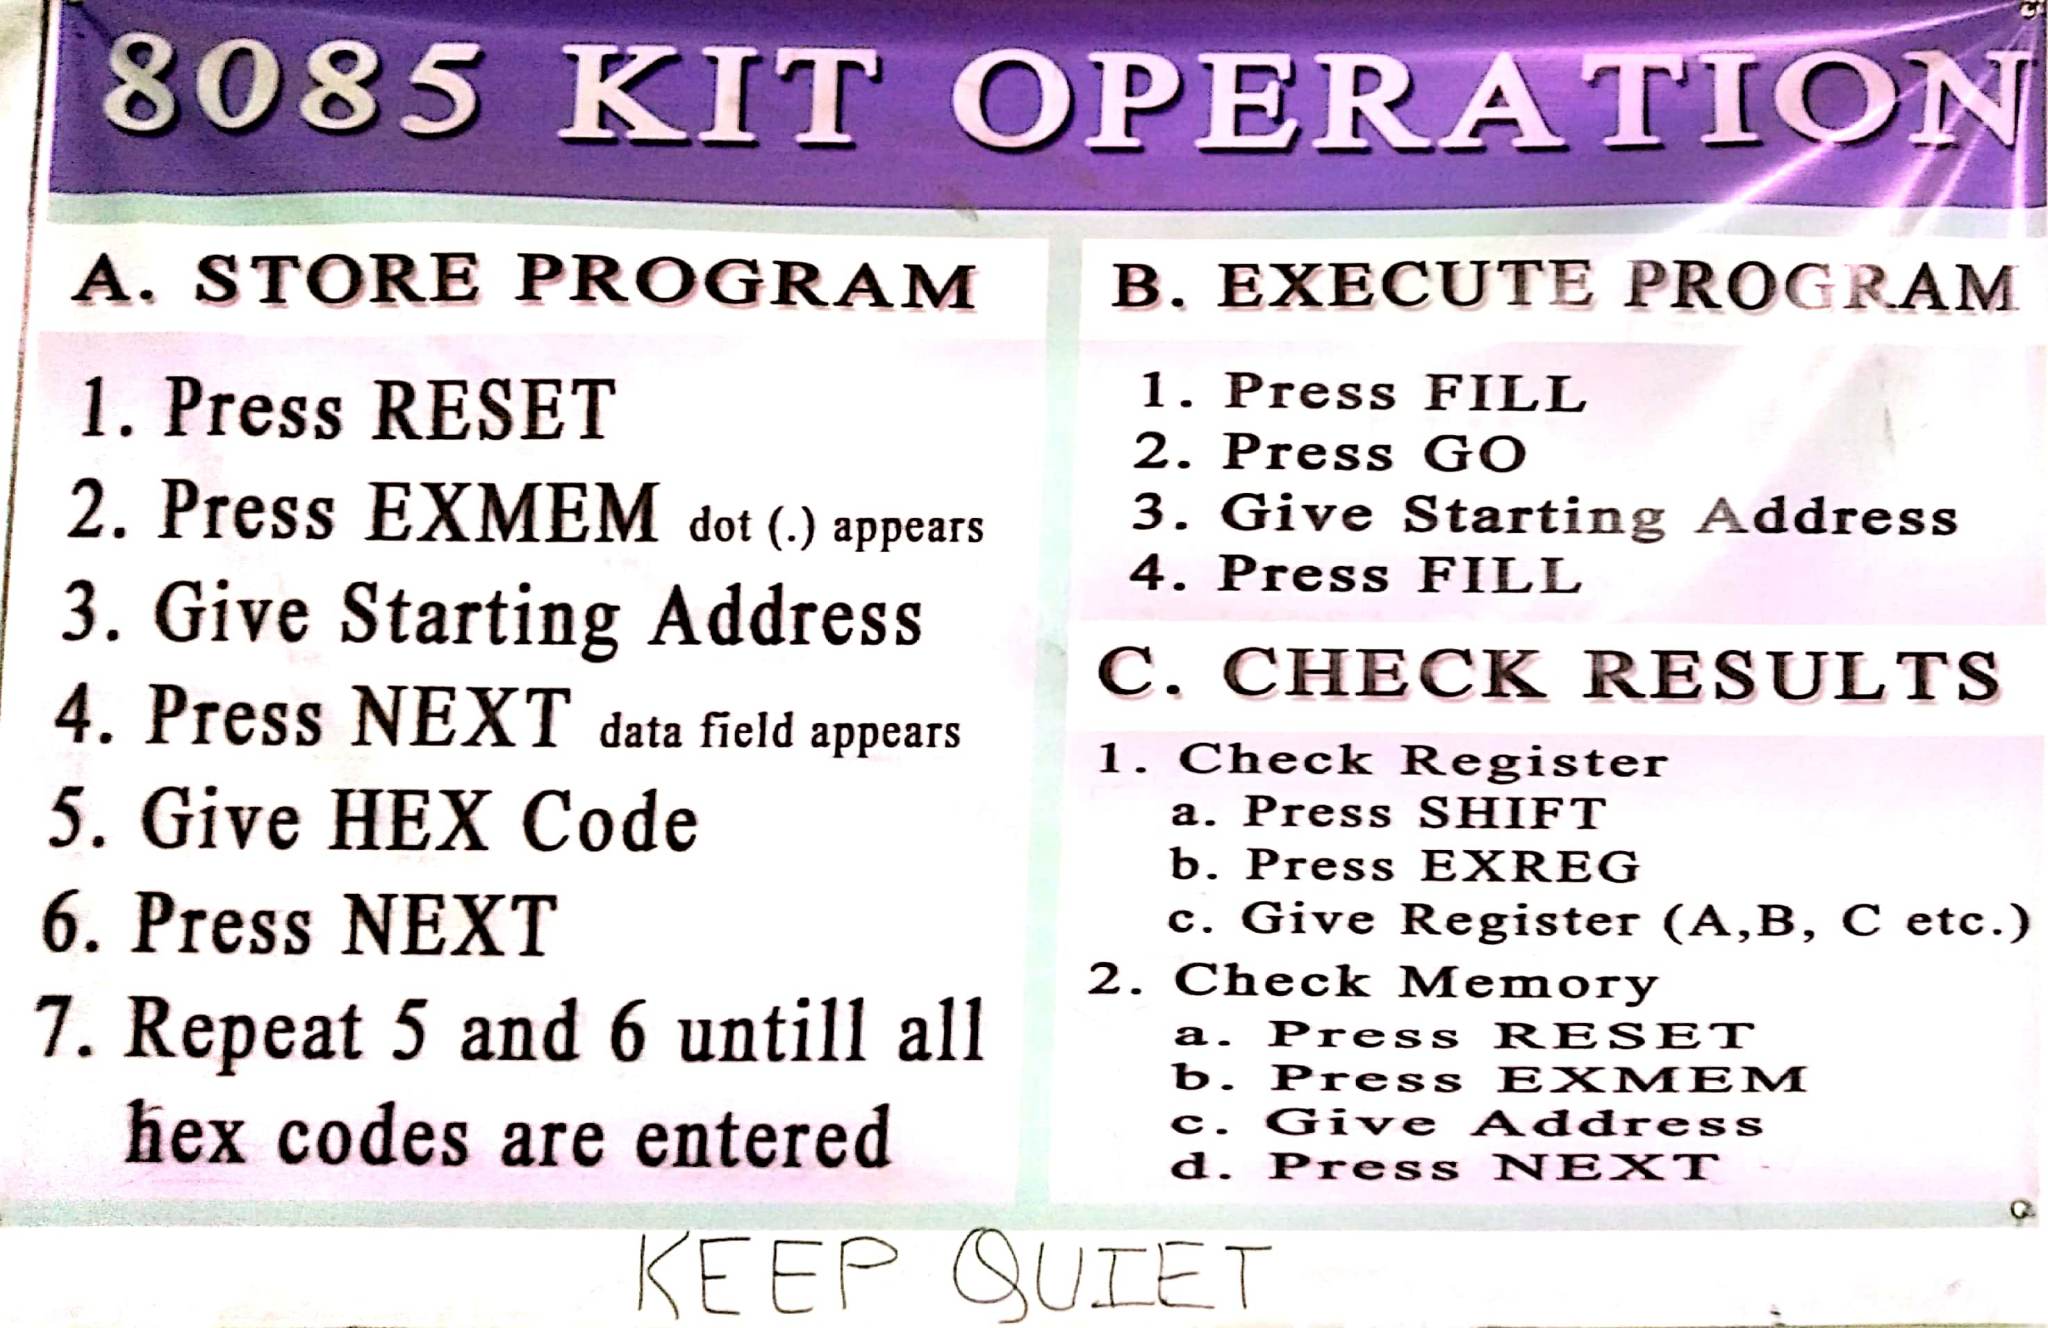 8085 KIT OPERATION
A. STORE PROGRAM
1. Press RESET
2. Press EXMEM dot (.) appears
3. Give Starting Address
4. Press NEXT data field appears
5. Give HEX Code
6. Press NEXT
7. Repeat 5 and 6 untill all
hex codes are entered
B. EXECUTE PROGRAM
1. Press FILL
2. Press GO
3. Give Starting Address
4. Press FILL
C. CHECK RESULTS
1. Check Register
a. Press SHIFT
b. Press EXREG
c. Give Register (A,B, C etc.)
2. Check Memory
a. Press RESET
b. Press EXMEM
c. Give Address
d. Press NEXT
KEEP QUIET